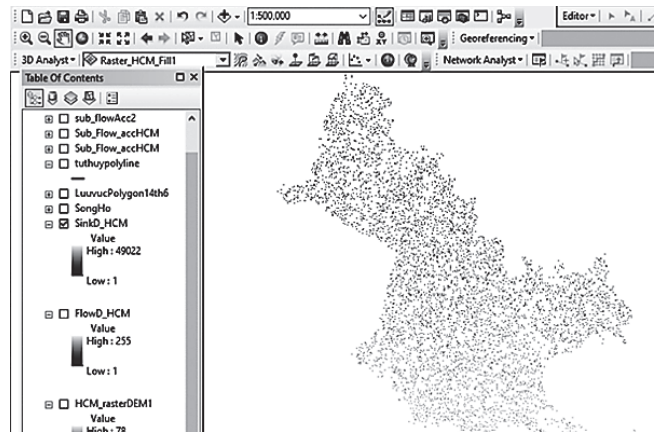 1:500.000
Editor
Georeferencing
3D Analyst
Raster_HCM_Fill1
Network Analyst
Table Of Contents
sub_flowAcc2
Sub_Flow_accHCM
Sub_Flow_accHCM
tuthuypolyline
LuuvucPolygon14th6
SongHo
SinkD_HCM
Value
High : 49022
Low : 1
FlowD_HCM
Value
High : 255
Low : 1
HCM_rasterDEM1
Value
High : 78